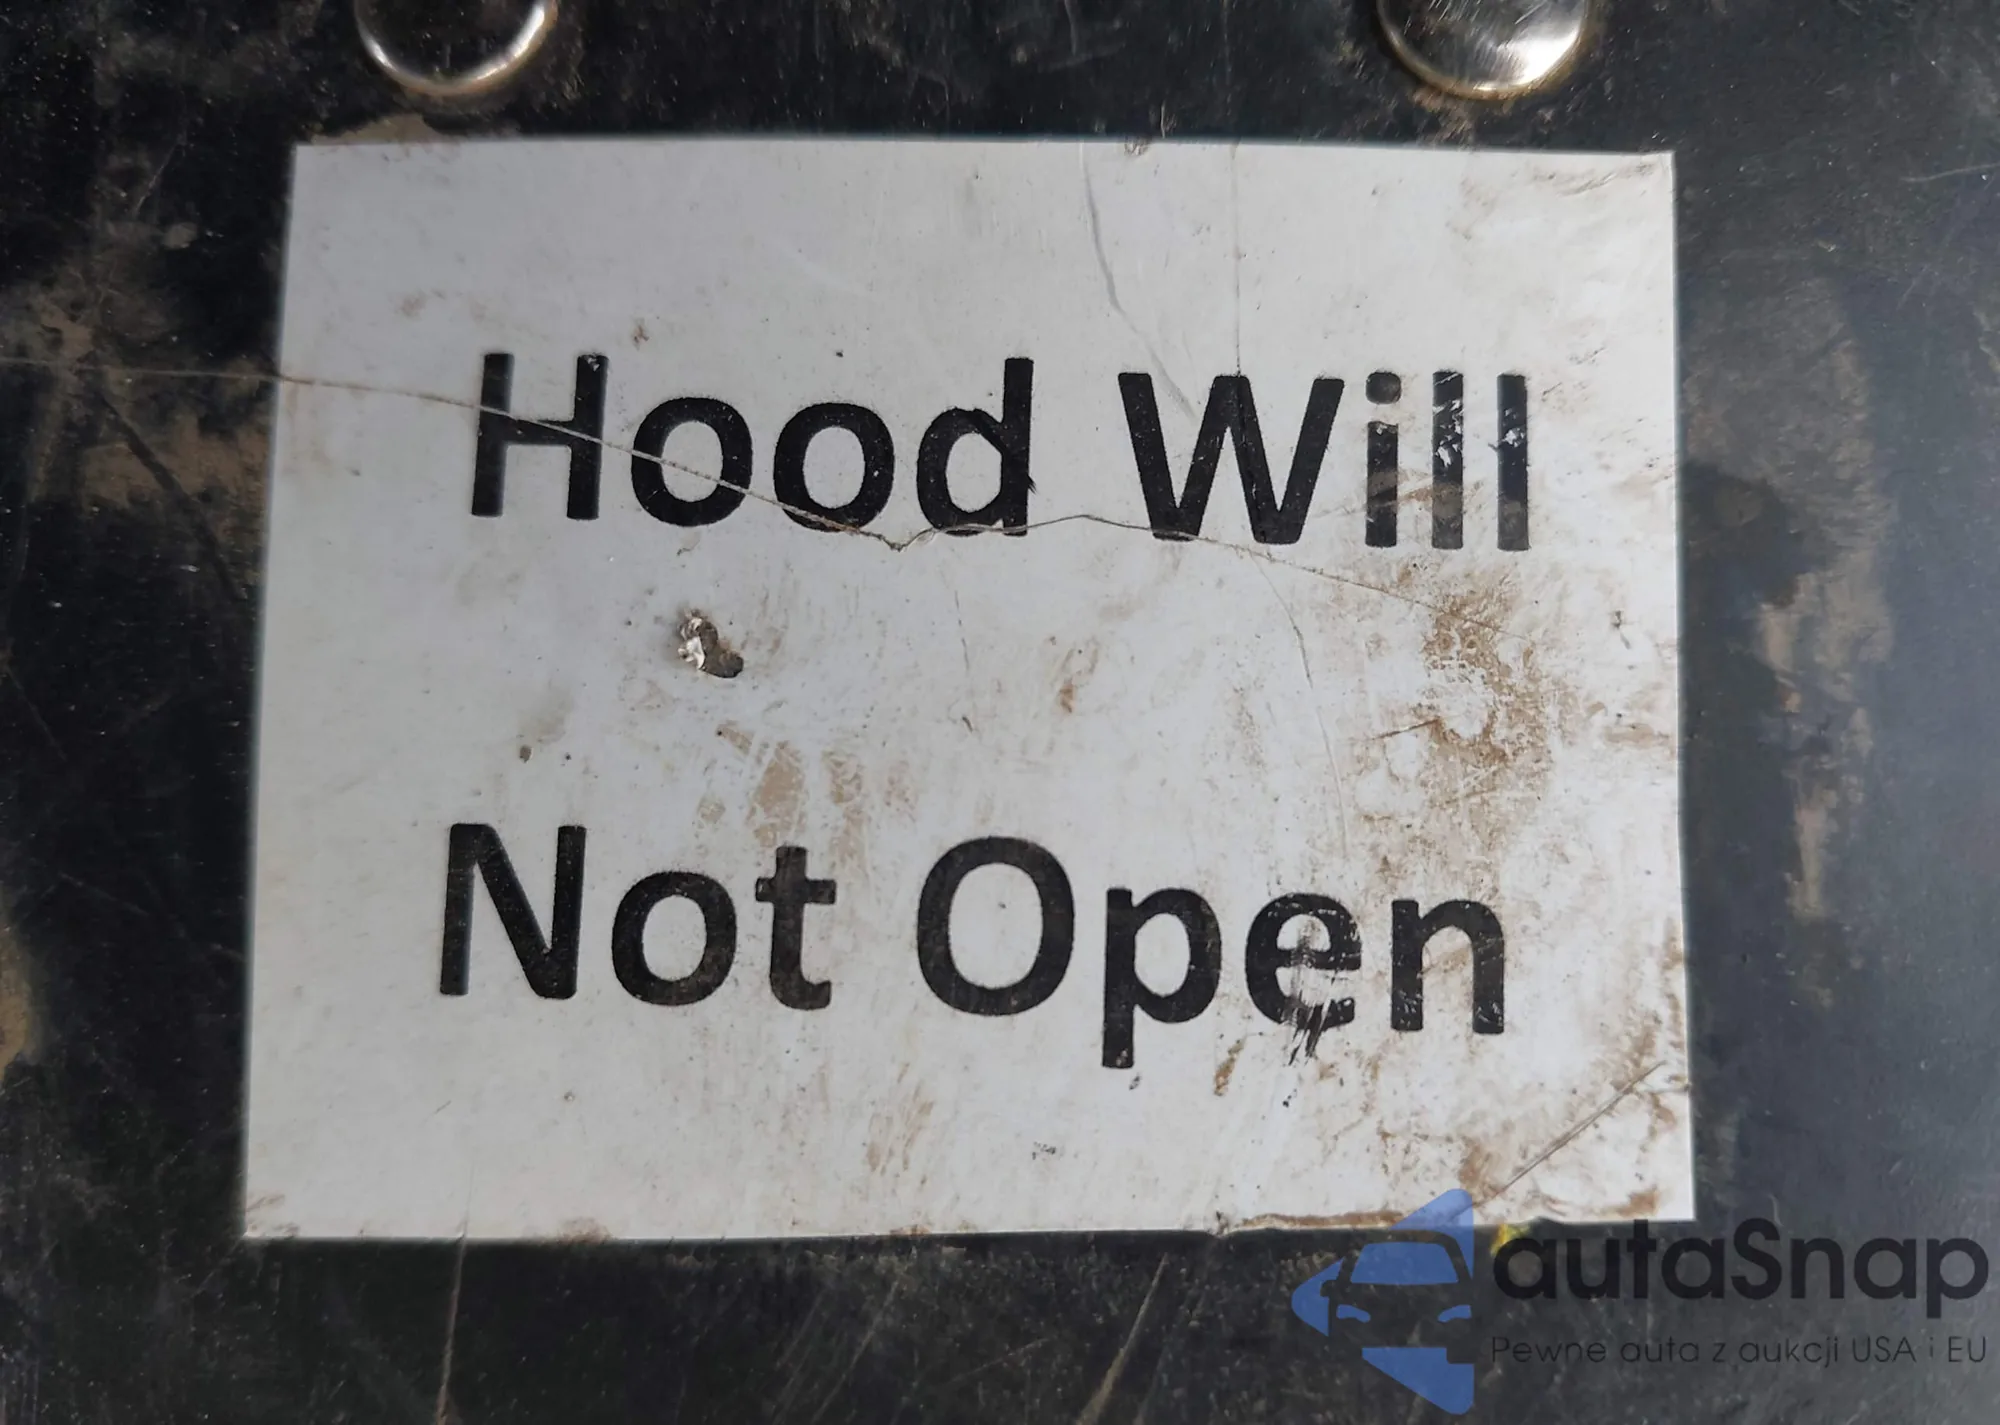 Hood Will
Not Open
autaSnap
Pewne auta z aukcji USA i EU